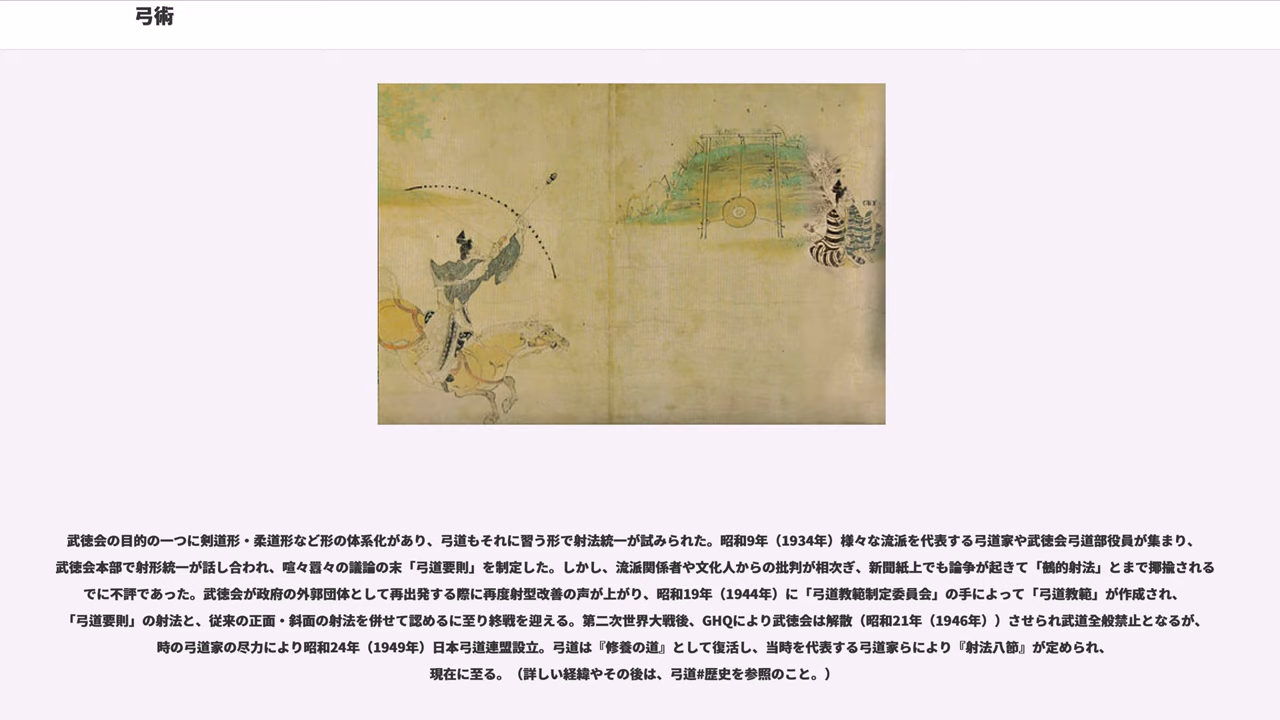 弓術
武徳会の目的の一つに剣道形・柔道形など形の体系化があり、弓道もそれに習う形で射法統一が試みられた。昭和9年（1934年）様々な流派を代表する弓道家や武徳会弓道部役員が集まり、
武徳会本部で射形統一が話し合われ、喧々囂々の議論の末「弓道要則」を制定した。しかし、流派関係者や文化人からの批判が相次ぎ、新聞紙上でも論争が起きて「鵺的射法」とまで揶揄される
でに不評であった。武徳会が政府の外郭団体として再出発する際に再度射型改善の声が上がり、昭和19年（1944年）に「弓道教範制定委員会」の手によって「弓道教範」が作成され、
「弓道要則」の射法と、従来の正面・斜面の射法を併せて認めるに至り終戦を迎える。第二次世界大戦後、GHQにより武徳会は解散（昭和21年（1946年））させられ武道全般禁止となるが、
時の弓道家の尽力により昭和24年（1949年）日本弓道連盟設立。弓道は『修養の道』として復活し、当時を代表する弓道家らにより『射法八節』が定められ、
現在に至る。（詳しい経緯やその後は、弓道#歴史を参照のこと。）